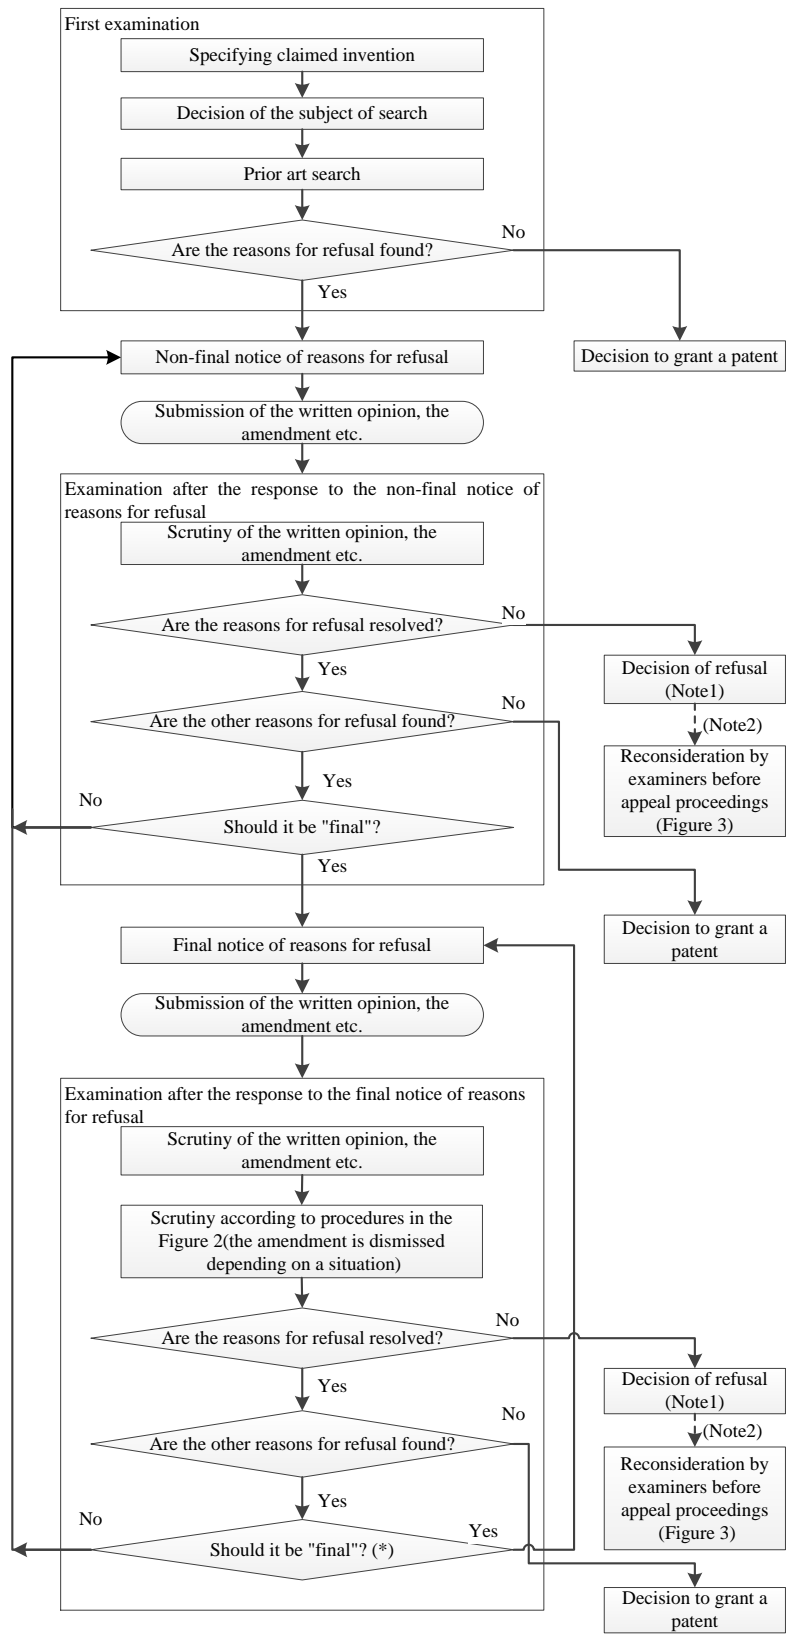 First examination
Specifying claimed invention
Decision of the subject of search
Prior art search
Are the reasons for refusal found?
No
Yes
Non-final notice of reasons for refusal
Decision to grant a patent
Submission of the written opinion, the
amendment etc.
Examination after the response to the non-final notice of
reasons for refusal
Scrutiny of the written opinion, the
amendment etc.
Are the reasons for refusal resolved?
No
Yes
Decision of refusal
(Note1)
(Note2)
Reconsideration by
examiners before
appeal proceedings
(Figure 3)
Are the other reasons for refusal found?
No
Yes
Should it be "final"?
No
Yes
Decision to grant a
patent
Final notice of reasons for refusal
Submission of the written opinion, the
amendment etc.
Examination after the response to the final notice of reasons
for refusal
Scrutiny of the written opinion, the
amendment etc.
Scrutiny according to procedures in the
Figure 2(the amendment is dismissed
depending on a situation)
Are the reasons for refusal resolved?
No
Yes
Decision of refusal
(Note1)
(Note2)
Reconsideration by
examiners before
appeal proceedings
(Figure 3)
Are the other reasons for refusal found?
No
Yes
Should it be "final"? (*)
No
Yes
Decision to grant a
patent